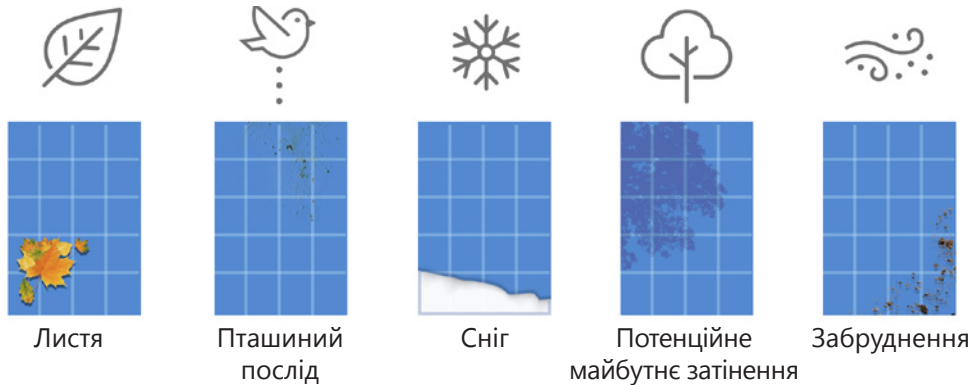 Листя
Пташиний
послід
Сніг
Потенційне
майбутнє затінення
Забруднення